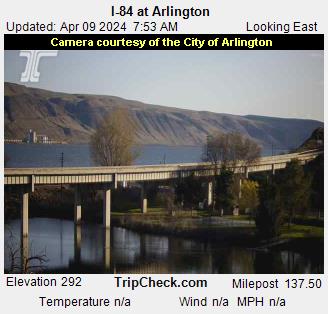 I-84 at Arlington
Updated: Apr 09 2024 7:53 AM Looking East
Camera courtesy of the City of Arlington
Elevation 292 TripCheck.com Milepost 137.50
Temperature n/a Wind n/a MPH n/a